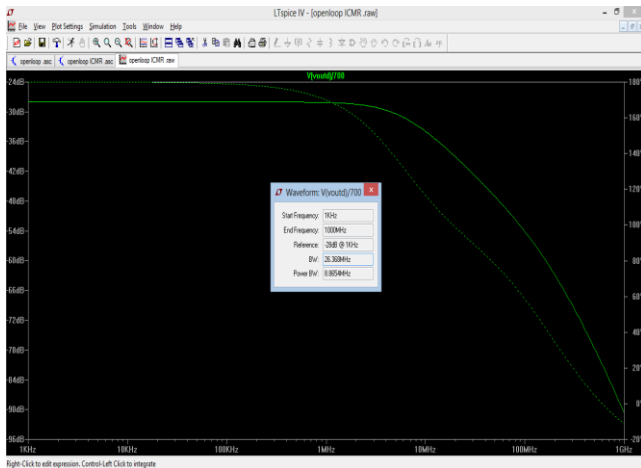 LTspice IV - [openloop ICMR .raw]
File View Plot Settings Simulation Tools Window Help
openloop .asc openloop ICMR .asc openloop ICMR .raw
V(voutd)/700
-24dB
-30dB
-36dB
-42dB
-48dB
-54dB
-60dB
-66dB
-72dB
-78dB
-84dB
-90dB
-96dB
180°
160°
140°
120°
100°
80°
60°
40°
20°
0°
-20°
Waveform: V(voutd)/700
Start Frequency: 1KHz
End Frequency: 1000MHz
Reference: -28dB @ 1KHz
BW: 26.368MHz
Power BW: 8.8654MHz
1KHz 10KHz 100KHz 1MHz 10MHz 100MHz 1GHz
Right-Click to edit expression. Control-Left Click to integrate